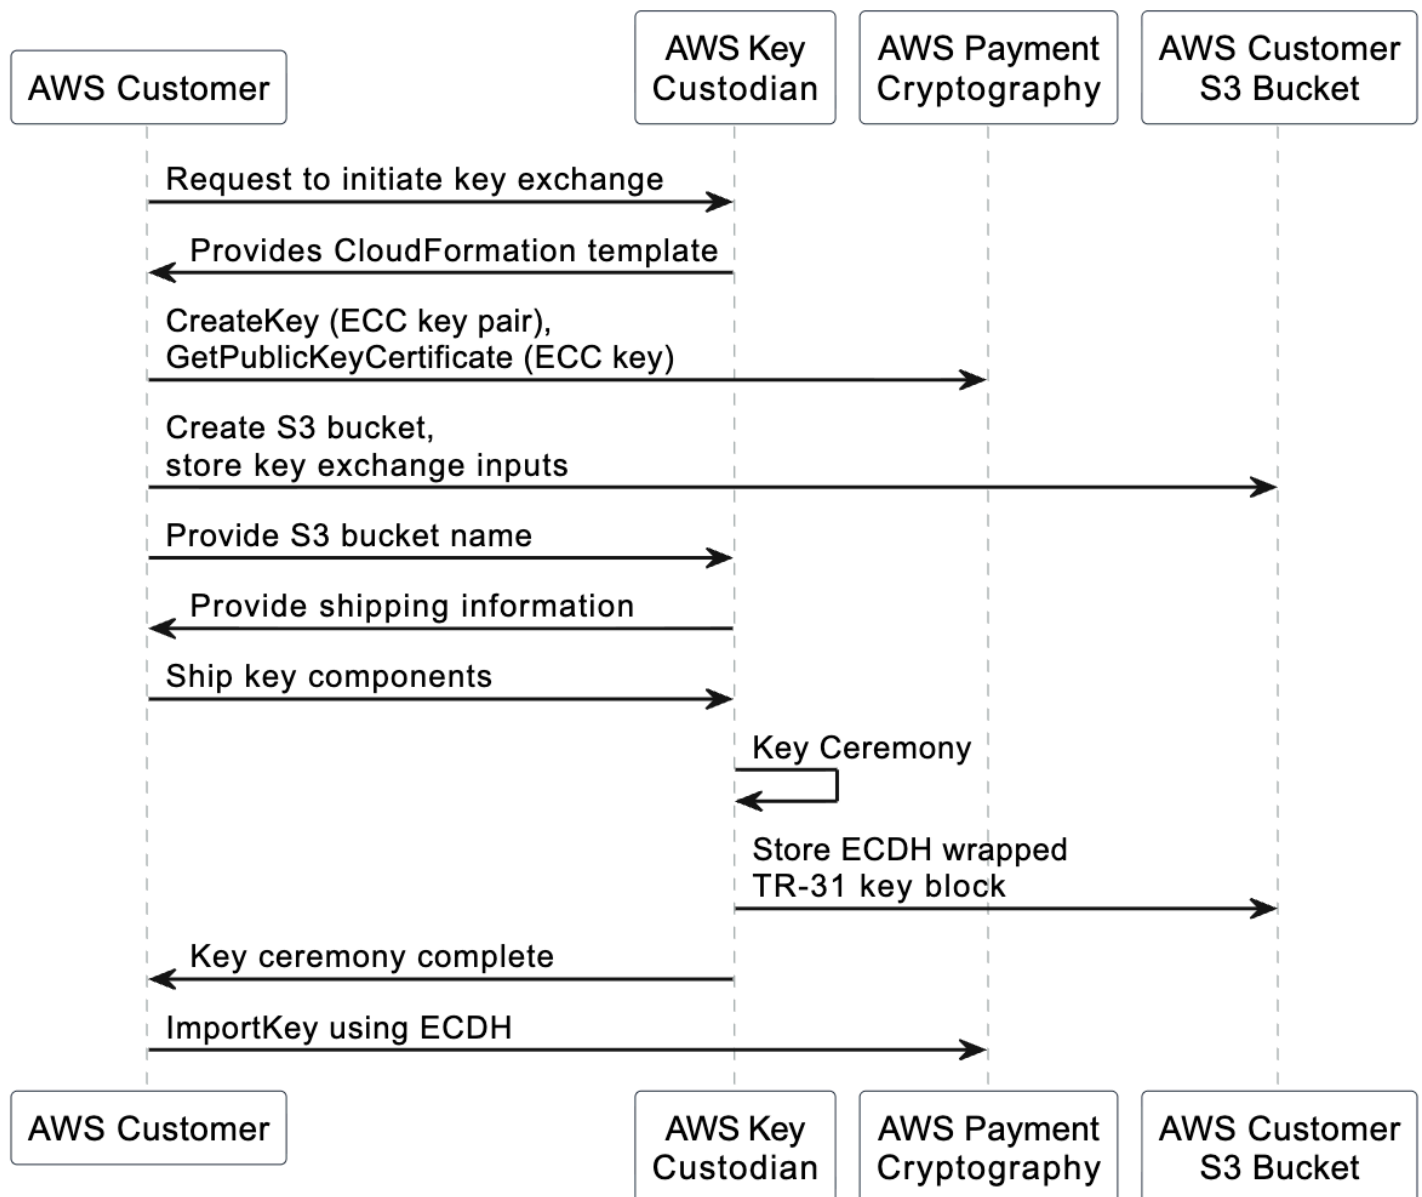 AWS Customer
AWS Key
Custodian
AWS Payment
Cryptography
AWS Customer
S3 Bucket
Request to initiate key exchange
Provides CloudFormation template
CreateKey (ECC key pair),
GetPublicKeyCertificate (ECC key)
Create S3 bucket,
store key exchange inputs
Provide S3 bucket name
Provide shipping information
Ship key components
Key Ceremony
Store ECDH wrapped
TR-31 key block
Key ceremony complete
ImportKey using ECDH
AWS Customer
AWS Key
Custodian
AWS Payment
Cryptography
AWS Customer
S3 Bucket